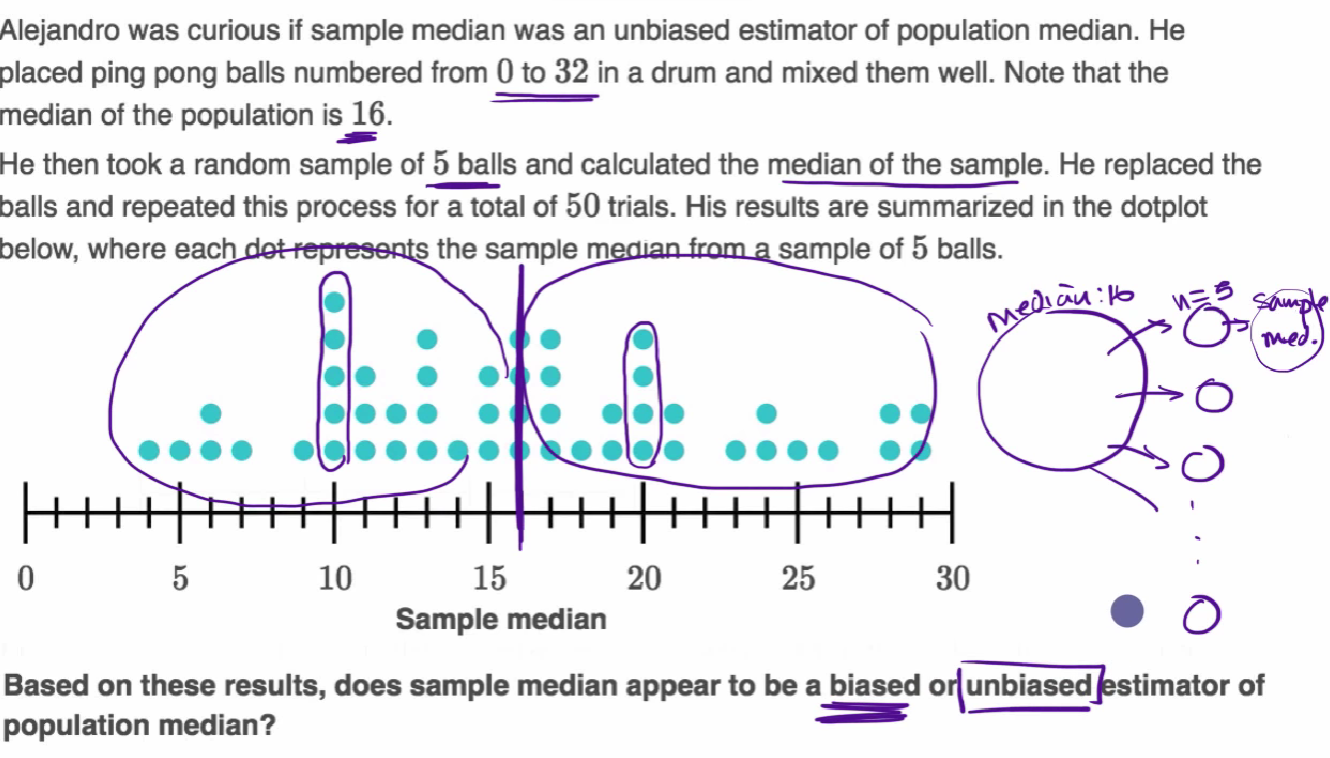 Alejandro was curious if sample median was an unbiased estimator of population median. He
placed ping pong balls numbered from 0 to 32 in a drum and mixed them well. Note that the
median of the population is 16.
He then took a random sample of 5 balls and calculated the median of the sample. He replaced the
balls and repeated this process for a total of 50 trials. His results are summarized in the dotplot
below, where each dot represents the sample median from a sample of 5 balls.
median: 16
n=5
sample
med.
0 5 10 15 20 25 30
Sample median
Based on these results, does sample median appear to be a biased or unbiased estimator of
population median?